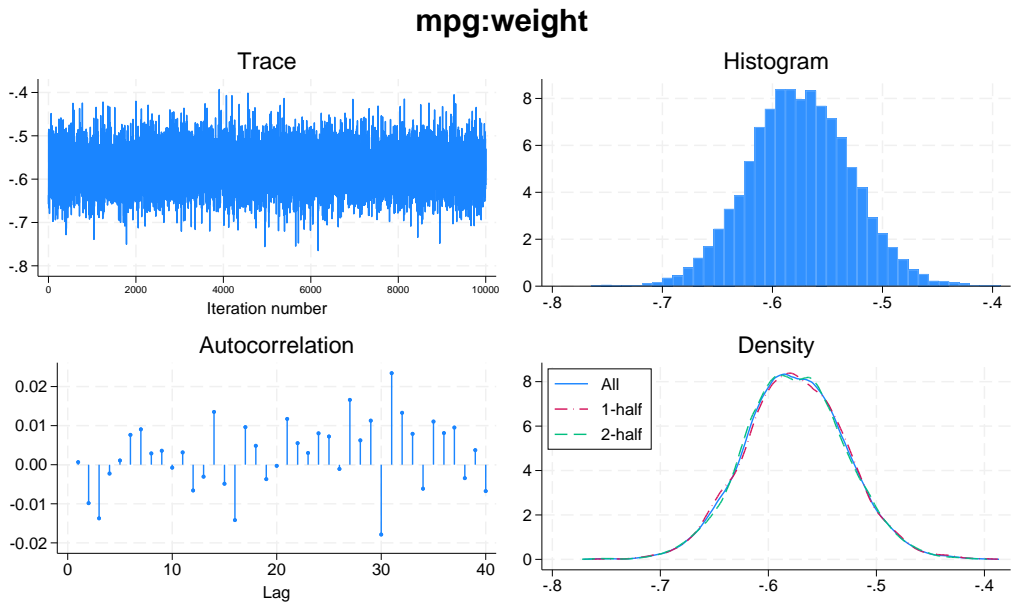 mpg:weight
Trace
-.4
-.5
-.6
-.7
-.8
0 2000 4000 6000 8000 10000
Iteration number
Histogram
8
6
4
2
0
-.8 -.7 -.6 -.5 -.4
Autocorrelation
0.02
0.01
0.00
-0.01
-0.02
0 10 20 30 40
Lag
Density
All
1-half
2-half
8
6
4
2
0
-.8 -.7 -.6 -.5 -.4